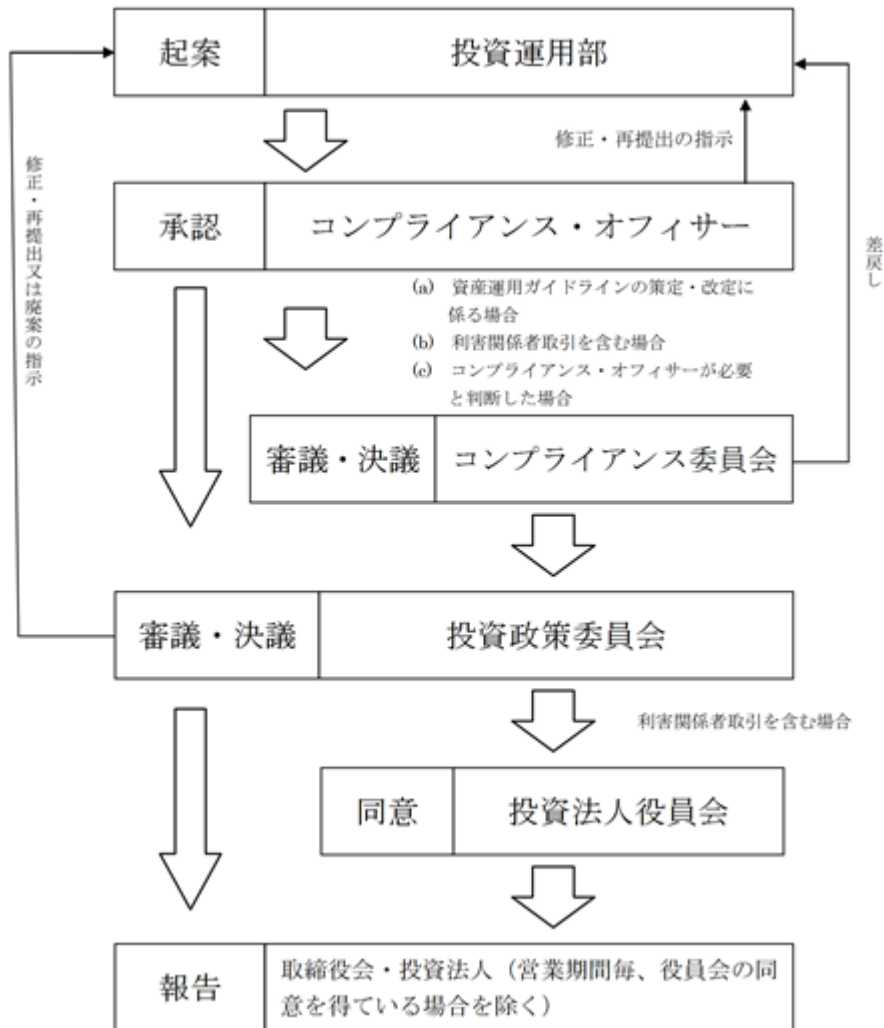 起案
投資運用部
修正・再提出の指示
修正・再提出又は廃案の指示
承認
コンプライアンス・オフィサー
差戻し
(a) 資産運用ガイドラインの策定・改定に
係る場合
(b) 利害関係者取引を含む場合
(c) コンプライアンス・オフィサーが必要
と判断した場合
審議・決議
コンプライアンス委員会
審議・決議
投資政策委員会
利害関係者取引を含む場合
同意
投資法人役員会
報告
取締役会・投資法人（営業期間毎、役員会の同
意を得ている場合を除く）